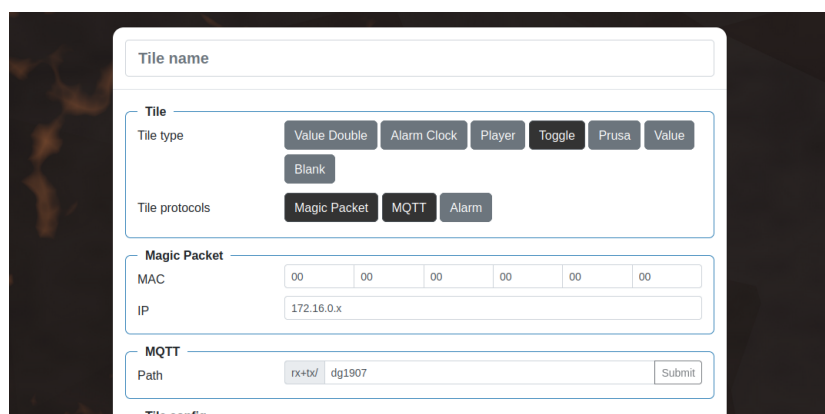 Tile name
Tile
Tile type Value Double Alarm Clock Player Toggle Prusa Value
Blank
Tile protocols Magic Packet MQTT Alarm
Magic Packet
MAC 00 00 00 00 00 00
IP 172.16.0.x
MQTT
Path rx+tx/ dg1907 Submit
Tile config